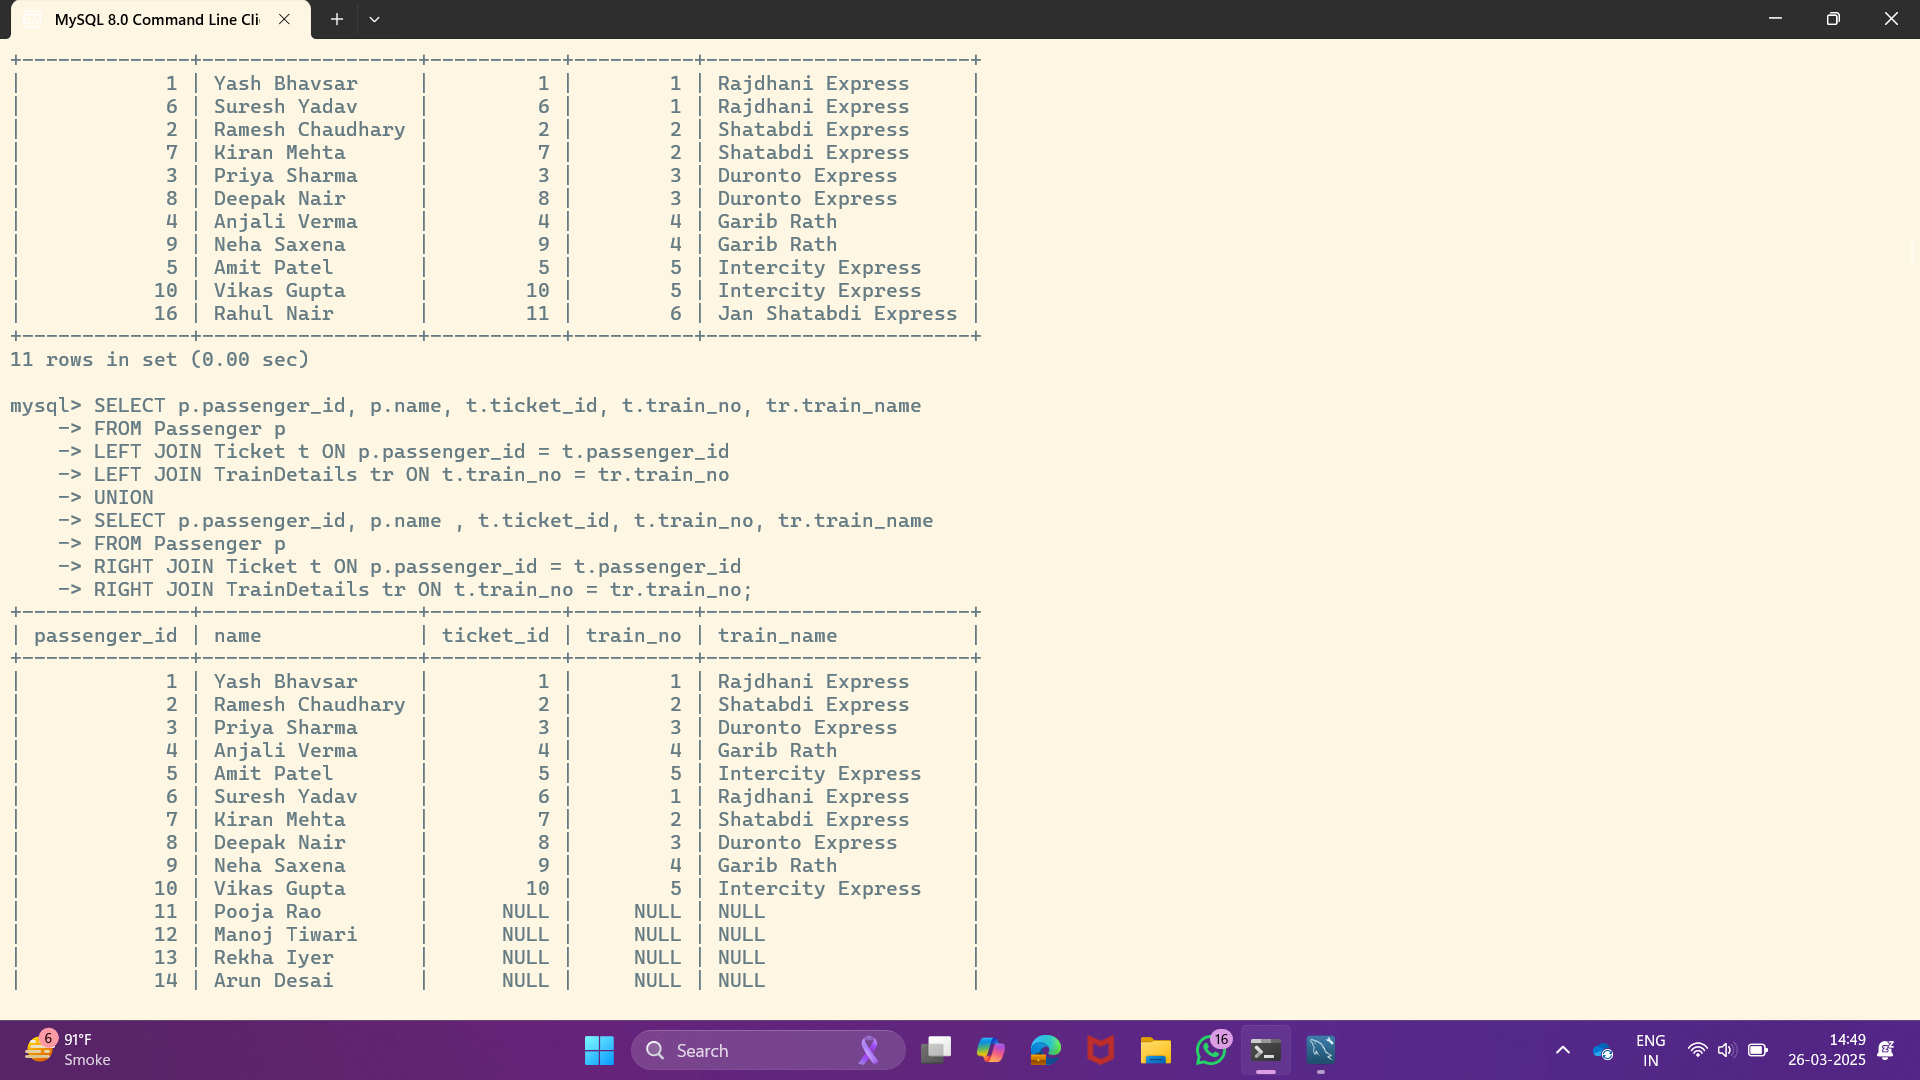 MySQL 8.0 Command Line Cli
+--------------+------------------+-----------+----------+----------------------+
|            1 | Yash Bhavsar     |         1 |        1 | Rajdhani Express     |
|            6 | Suresh Yadav     |         6 |        1 | Rajdhani Express     |
|            2 | Ramesh Chaudhary |         2 |        2 | Shatabdi Express     |
|            7 | Kiran Mehta      |         7 |        2 | Shatabdi Express     |
|            3 | Priya Sharma     |         3 |        3 | Duronto Express      |
|            8 | Deepak Nair      |         8 |        3 | Duronto Express      |
|            4 | Anjali Verma     |         4 |        4 | Garib Rath           |
|            9 | Neha Saxena      |         9 |        4 | Garib Rath           |
|            5 | Amit Patel       |         5 |        5 | Intercity Express    |
|           10 | Vikas Gupta      |        10 |        5 | Intercity Express    |
|           16 | Rahul Nair       |        11 |        6 | Jan Shatabdi Express |
+--------------+------------------+-----------+----------+----------------------+
11 rows in set (0.00 sec)
mysql> SELECT p.passenger_id, p.name, t.ticket_id, t.train_no, tr.train_name
    -> FROM Passenger p
    -> LEFT JOIN Ticket t ON p.passenger_id = t.passenger_id
    -> LEFT JOIN TrainDetails tr ON t.train_no = tr.train_no
    -> UNION
    -> SELECT p.passenger_id, p.name , t.ticket_id, t.train_no, tr.train_name
    -> FROM Passenger p
    -> RIGHT JOIN Ticket t ON p.passenger_id = t.passenger_id
    -> RIGHT JOIN TrainDetails tr ON t.train_no = tr.train_no;
+--------------+------------------+-----------+----------+----------------------+
| passenger_id | name             | ticket_id | train_no | train_name           |
+--------------+------------------+-----------+----------+----------------------+
|            1 | Yash Bhavsar     |         1 |        1 | Rajdhani Express     |
|            2 | Ramesh Chaudhary |         2 |        2 | Shatabdi Express     |
|            3 | Priya Sharma     |         3 |        3 | Duronto Express      |
|            4 | Anjali Verma     |         4 |        4 | Garib Rath           |
|            5 | Amit Patel       |         5 |        5 | Intercity Express    |
|            6 | Suresh Yadav     |         6 |        1 | Rajdhani Express     |
|            7 | Kiran Mehta      |         7 |        2 | Shatabdi Express     |
|            8 | Deepak Nair      |         8 |        3 | Duronto Express      |
|            9 | Neha Saxena      |         9 |        4 | Garib Rath           |
|           10 | Vikas Gupta      |        10 |        5 | Intercity Express    |
|           11 | Pooja Rao        |      NULL |     NULL | NULL                 |
|           12 | Manoj Tiwari     |      NULL |     NULL | NULL                 |
|           13 | Rekha Iyer       |      NULL |     NULL | NULL                 |
|           14 | Arun Desai       |      NULL |     NULL | NULL                 |
6
91°F
Smoke
Search
16
ENG
IN
14:49
26-03-2025